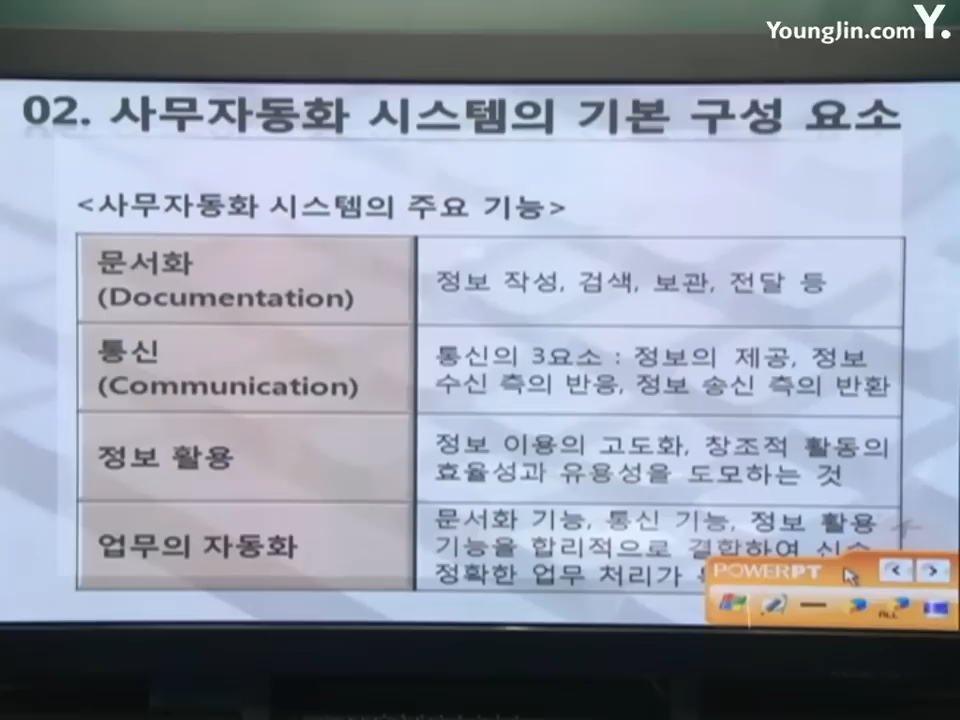 YoungJin.com Y.
02. 사무자동화 시스템의 기본 구성 요소
<사무자동화 시스템의 주요 기능>
문서화
(Documentation)
정보 작성, 검색, 보관, 전달 등
통신
(Communication)
통신의 3요소 : 정보의 제공, 정보
수신 측의 반응, 정보 송신 측의 반환
정보 활용
정보 이용의 고도화, 창조적 활동의
효율성과 유용성을 도모하는 것
업무의 자동화
문서화 기능, 통신 기능, 정보 활용
기능을 합리적으로 결합하여
정확한 업무 처리가
POWERPT
ALL